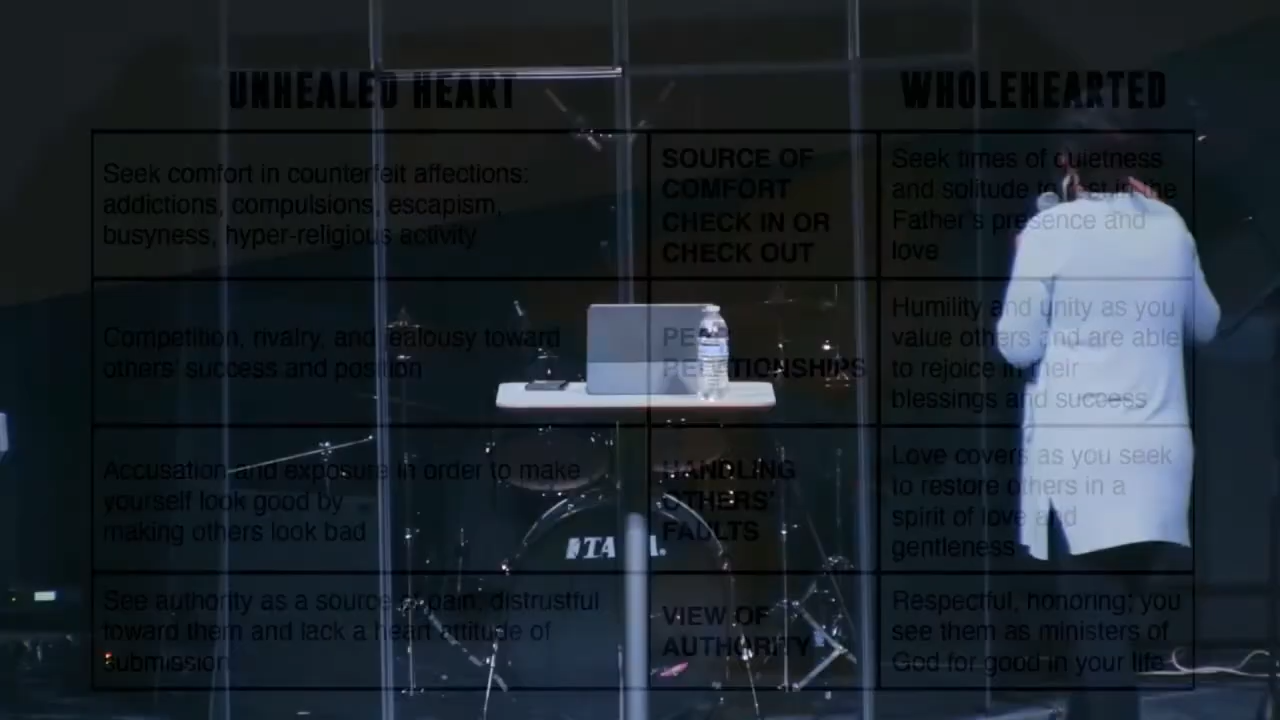 UNHEALED HEART
WHOLEHEARTED
Seek comfort in counterfeit affections:
addictions, compulsions, escapism,
busyness, hyper-religious activity
SOURCE OF
COMFORT
CHECK IN OR
CHECK OUT
Seek times of quietness
and solitude to rest in the
Father's presence and
love
Competition, rivalry, and jealousy toward
others' success and position
RELATIONSHIPS
Humility and unity as you
value others and are able
to rejoice in their
blessings and success
Accusation and exposure in order to make
yourself look good by
making others look bad
HANDLING
OTHERS'
FAULTS
Love covers as you seek
to restore others in a
spirit of love and
gentleness
TAMA
See authority as a source of pain; distrustful
toward them and lack a heart attitude of
submission
VIEW OF
AUTHORITY
Respectful, honoring; you
see them as ministers of
God for good in your life